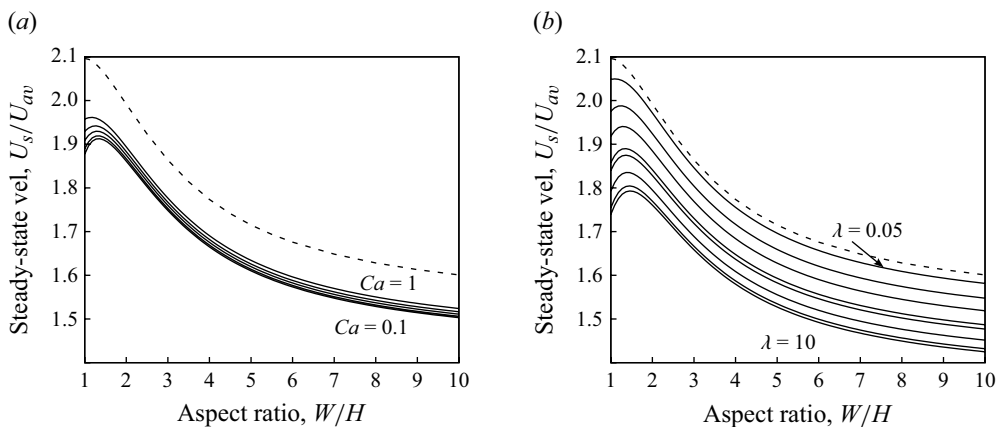 (a)
2.1
2.0
1.9
1.8
1.7
1.6
1.5
Steady-state vel, U_s/U_av
Ca = 1
Ca = 0.1
1 2 3 4 5 6 7 8 9 10
Aspect ratio, W/H
(b)
2.1
2.0
1.9
1.8
1.7
1.6
1.5
Steady-state vel, U_s/U_av
λ = 0.05
λ = 10
1 2 3 4 5 6 7 8 9 10
Aspect ratio, W/H